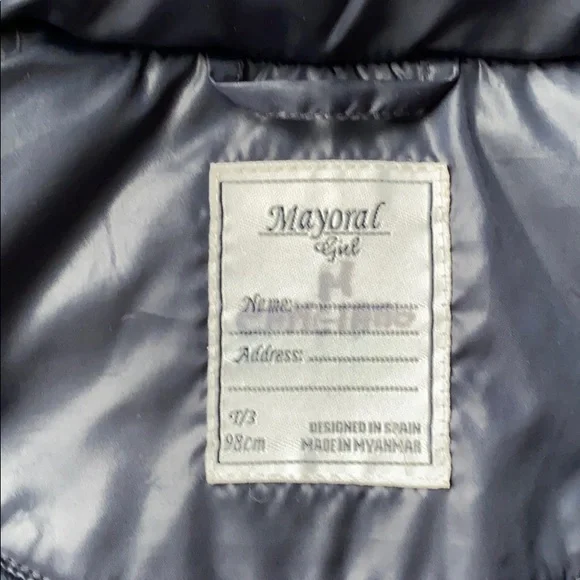 Mayoral
Girl
Name:
Address:
T/3
98cm
DESIGNED IN SPAIN
MADE IN MYANMAR